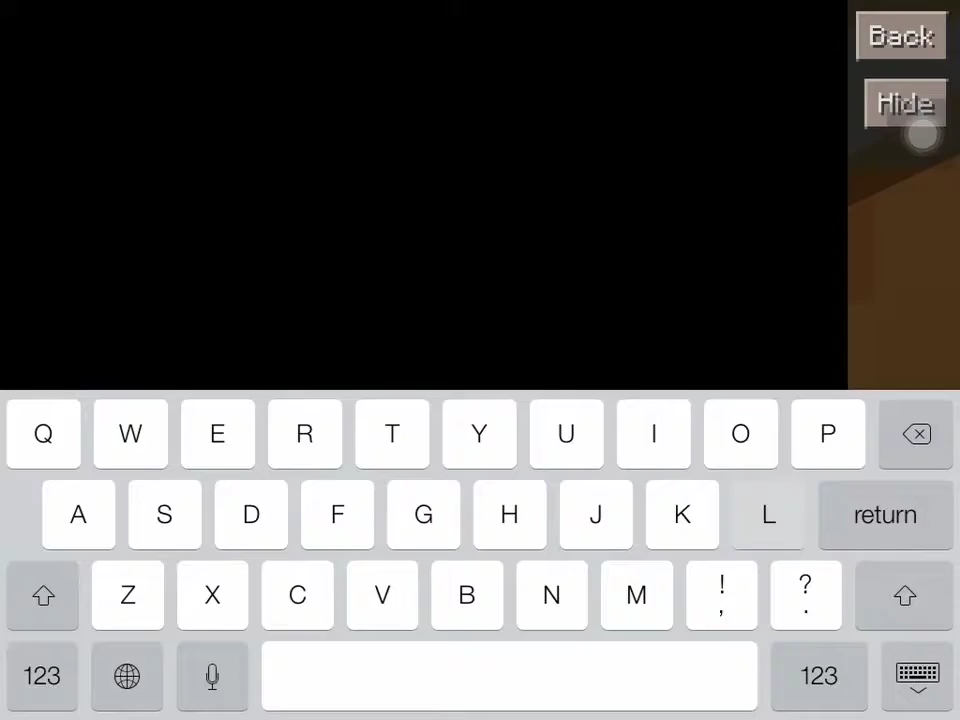 Back
Hide
Q W E R T Y U I O P
A S D F G H J K L return
Z X C V B N M ! , ? .
123 123